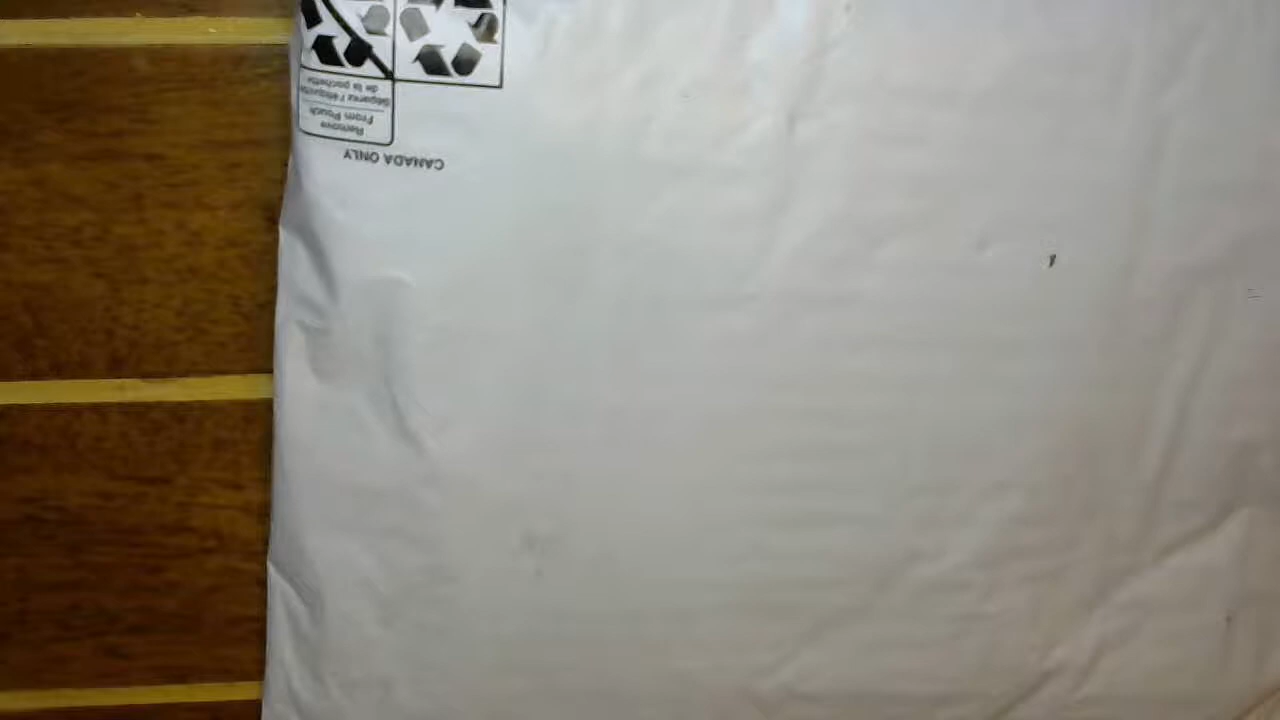 CANADA ONLY
Remove
From Pouch
Séparez l'étiquette
de la pochette